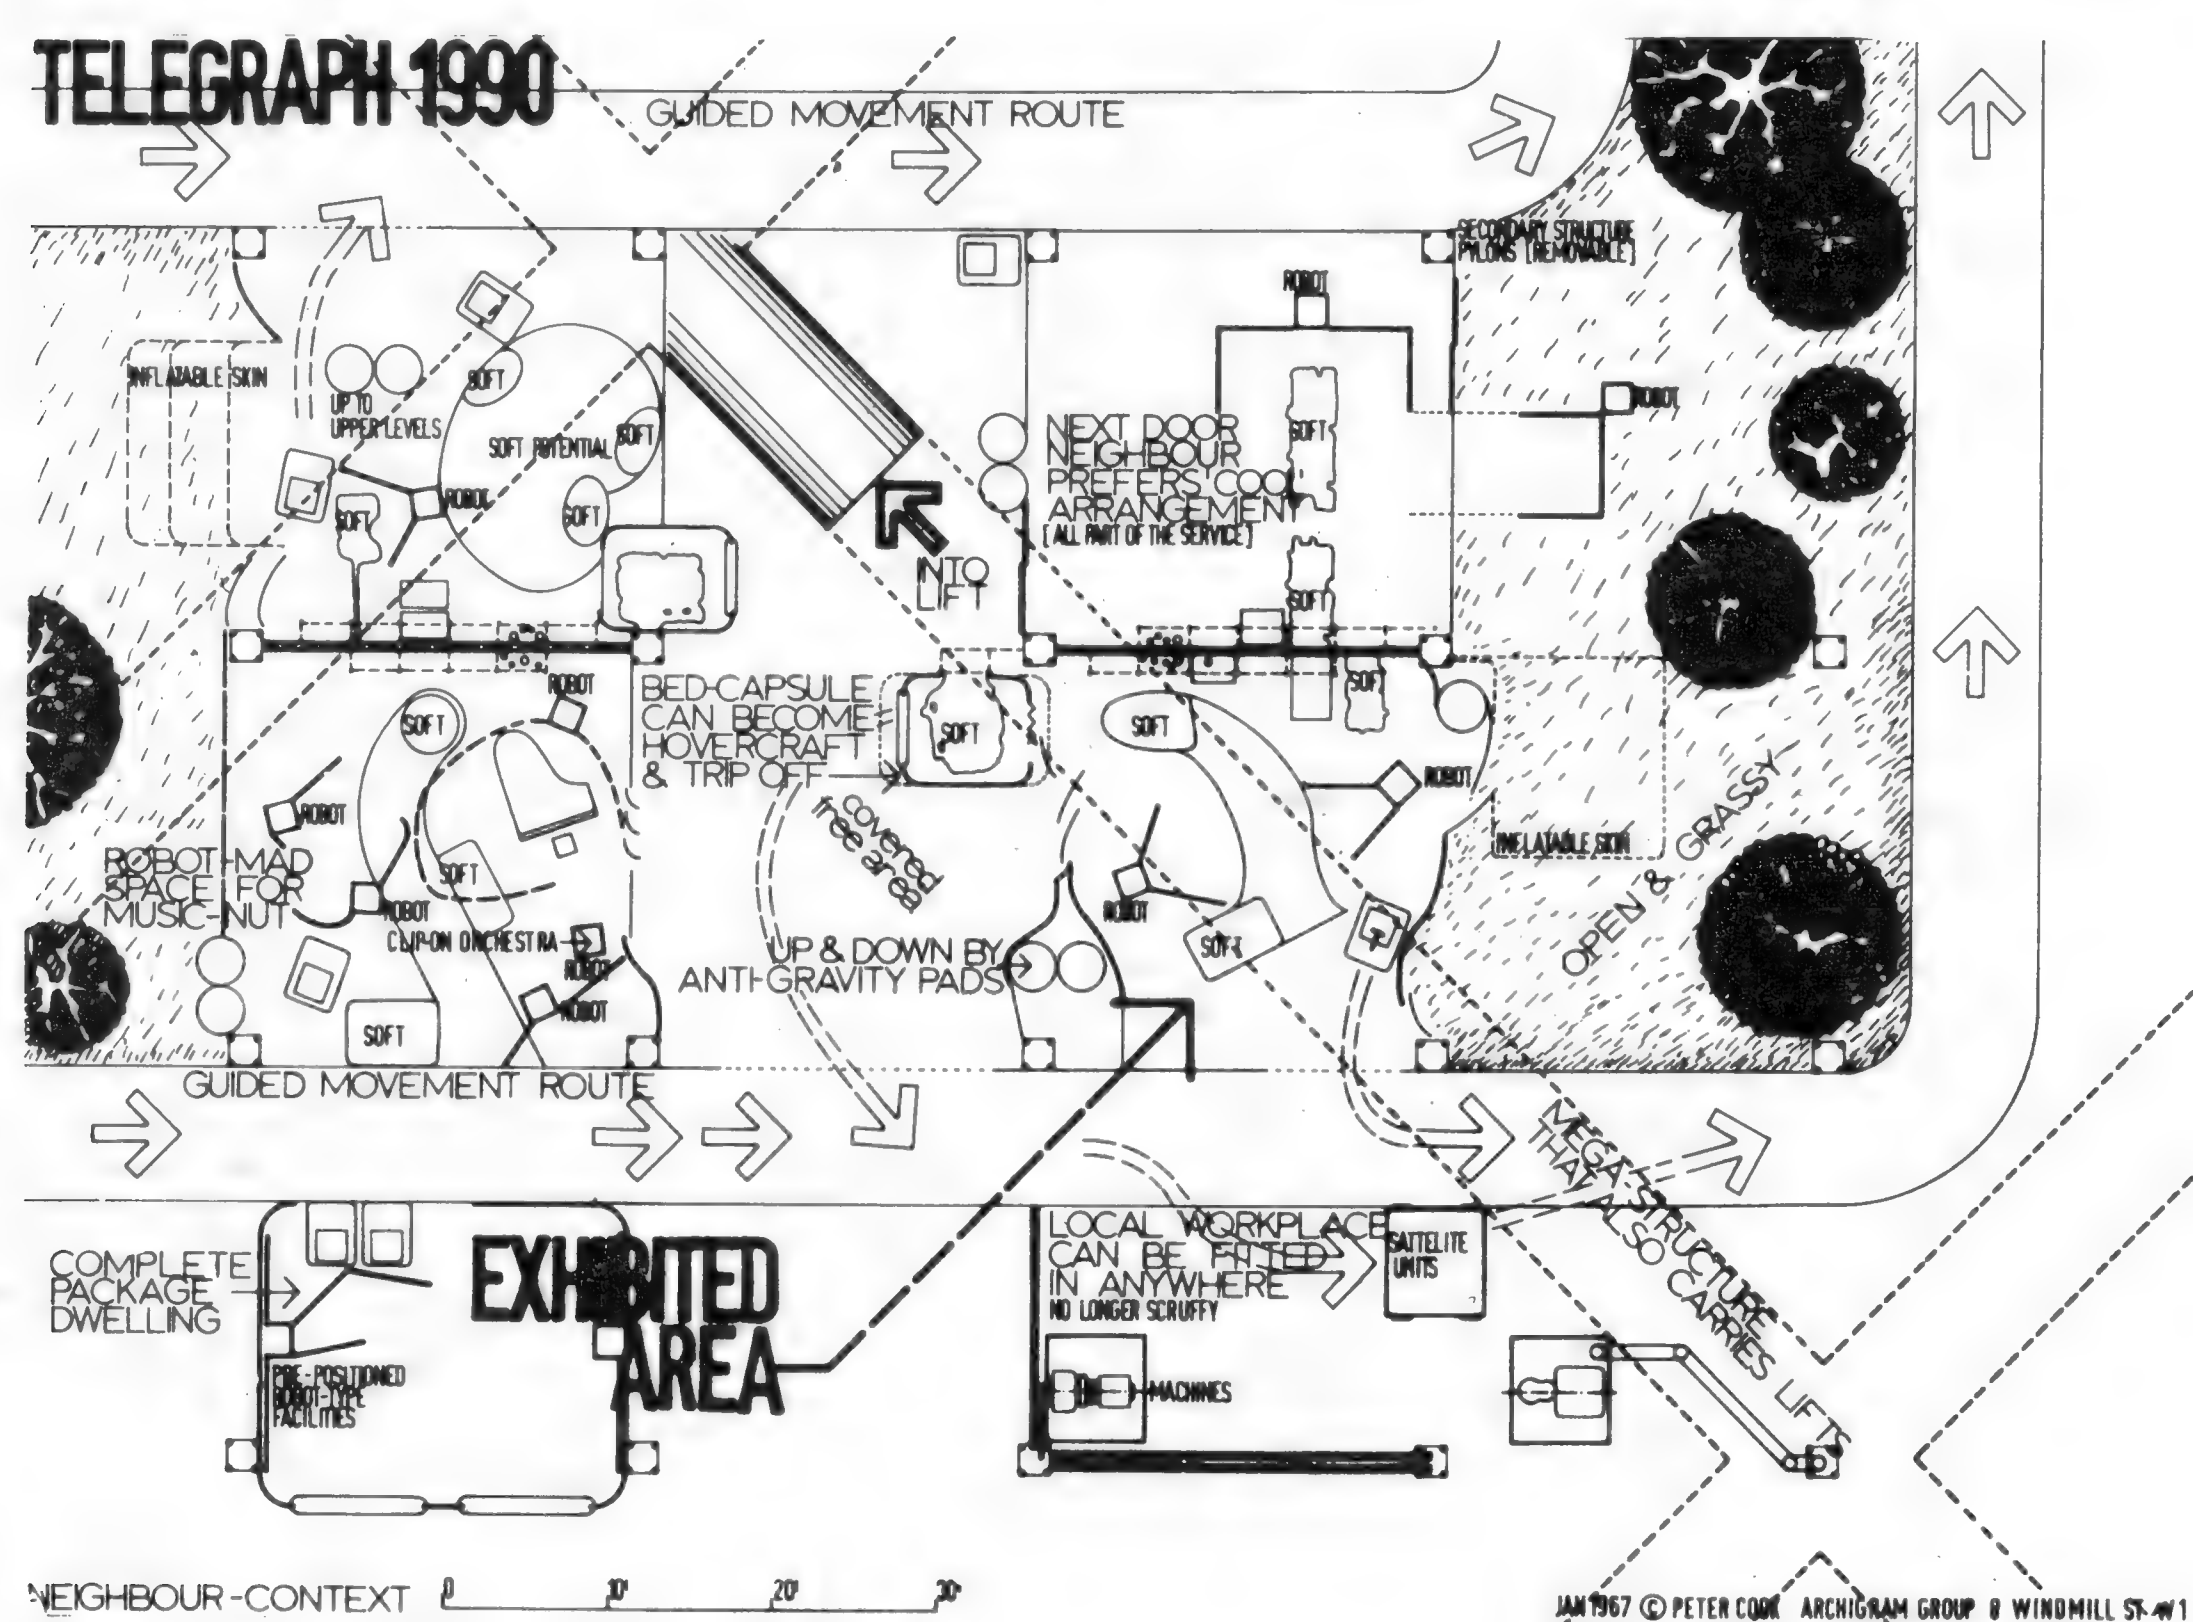 TELEGRAPH 1990
GUIDED MOVEMENT ROUTE
SECONDARY STRUCTURE
PYLONS [REMOVABLE]
ROBOT
INFLATABLE SKIN
UP TO
UPPER LEVELS
SOFT
SOFT POTENTIAL
SOFT
SOFT
SOFT
ROBOT
NEXT DOOR
NEIGHBOUR
PREFERS COOL
ARRANGEMENT
[ALL PART OF THE SERVICE]
SOFT
ROBOT
INTO
LIFT
SOFT
ROBOT
BED-CAPSULE
CAN BECOME
HOVERCRAFT
& TRIP OFF
SOFT
SOFT
SOFT
SOFT
ROBOT
ROBOT
covered
free area
INFLATABLE SKIN
OPEN & GRASSY
ROBOT-MAD
SPACE FOR
MUSIC-NUT
SOFT
ROBOT
ROBOT
CLIP-ON ORCHESTRA
ROBOT
ROBOT
SOFT
UP & DOWN BY
ANTI-GRAVITY PADS
SOFT
GUIDED MOVEMENT ROUTE
MEGA-STRUCTURE
THAT ALSO CARRIES LIFTS
COMPLETE
PACKAGE
DWELLING
EXHIBITED
AREA
PRE-POSITIONED
ROBOT-TYPE
FACILITIES
LOCAL WORKPLACE
CAN BE FITTED
IN ANYWHERE
NO LONGER SCRUFFY
SATTELITE
UNITS
MACHINES
NEIGHBOUR-CONTEXT
0 10' 20' 30'
JAN 1967 © PETER COOK ARCHIGRAM GROUP 8 WINDMILL ST. W1